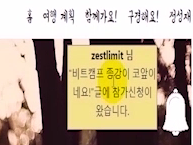 홈 여행 계획 함께가요! 구경해요! 정성재
zestlimit 님
"비트캠프 종강이 코앞이
네요!"글에 참가신청이
왔습니다.